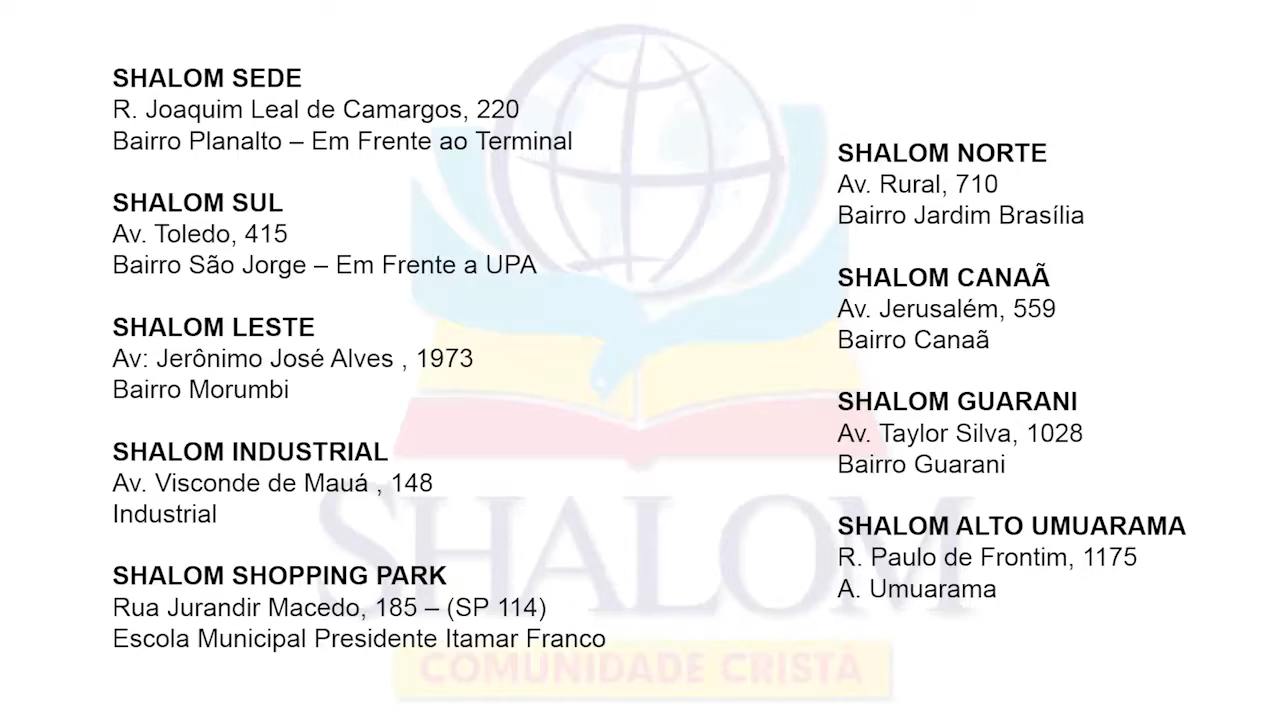 SHALOM SEDE
R. Joaquim Leal de Camargos, 220
Bairro Planalto – Em Frente ao Terminal
SHALOM SUL
Av. Toledo, 415
Bairro São Jorge – Em Frente a UPA
SHALOM LESTE
Av: Jerônimo José Alves , 1973
Bairro Morumbi
SHALOM INDUSTRIAL
Av. Visconde de Mauá , 148
Industrial
SHALOM SHOPPING PARK
Rua Jurandir Macedo, 185 – (SP 114)
Escola Municipal Presidente Itamar Franco
SHALOM NORTE
Av. Rural, 710
Bairro Jardim Brasília
SHALOM CANAÃ
Av. Jerusalém, 559
Bairro Canaã
SHALOM GUARANI
Av. Taylor Silva, 1028
Bairro Guarani
SHALOM ALTO UMUARAMA
R. Paulo de Frontim, 1175
A. Umuarama
SHALOM
COMUNIDADE CRISTÃ